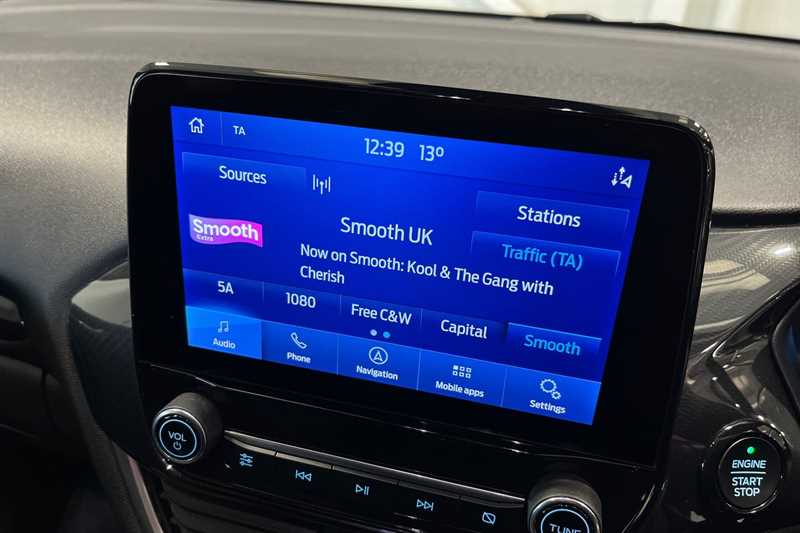 TA
12:39 13°
Sources
Stations
Smooth
Extra
Smooth UK
Traffic (TA)
Now on Smooth: Kool & The Gang with
Cherish
5A
1080
Free C&W
Capital
Smooth
Audio
Phone
Navigation
Mobile apps
Settings
VOL
TUNE
ENGINE
START
STOP